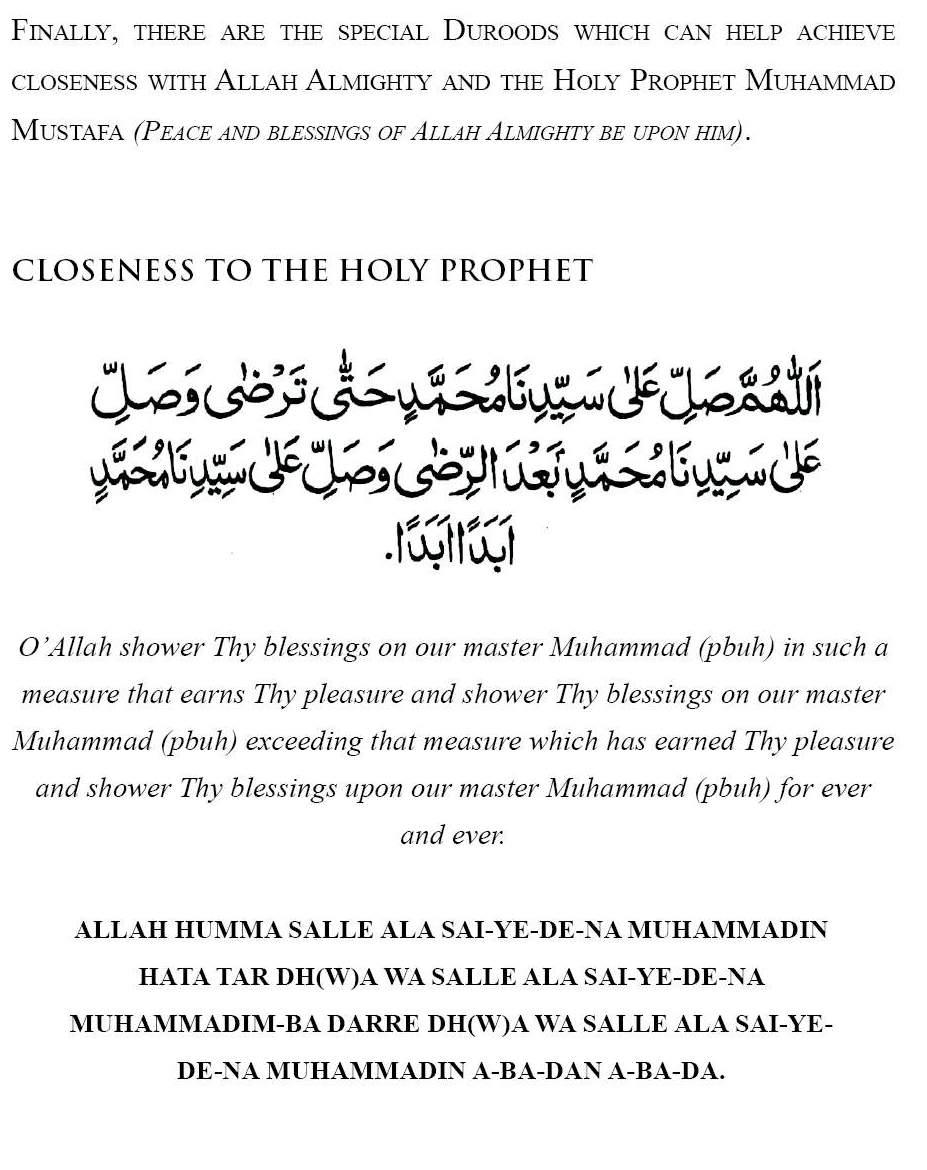 Finally, there are the special Duroods which can help achieve
closeness with Allah Almighty and the Holy Prophet Muhammad
Mustafa (Peace and blessings of Allah Almighty be upon him).
CLOSENESS TO THE HOLY PROPHET
اَللّٰهُمَّ صَلِّ عَلٰى سَيِّدِنَا مُحَمَّدٍ حَتّٰى تَرْضٰى وَصَلِّ
عَلٰى سَيِّدِنَا مُحَمَّدٍ بَعْدَ الرِّضٰى وَصَلِّ عَلٰى سَيِّدِنَا مُحَمَّدٍ
اَبَدًا اَبَدًا.
O’Allah shower Thy blessings on our master Muhammad (pbuh) in such a
measure that earns Thy pleasure and shower Thy blessings on our master
Muhammad (pbuh) exceeding that measure which has earned Thy pleasure
and shower Thy blessings upon our master Muhammad (pbuh) for ever
and ever.
ALLAH HUMMA SALLE ALA SAI-YE-DE-NA MUHAMMADIN
HATA TAR DH(W)A WA SALLE ALA SAI-YE-DE-NA
MUHAMMADIM-BA DARRE DH(W)A WA SALLE ALA SAI-YE-
DE-NA MUHAMMADIN A-BA-DAN A-BA-DA.